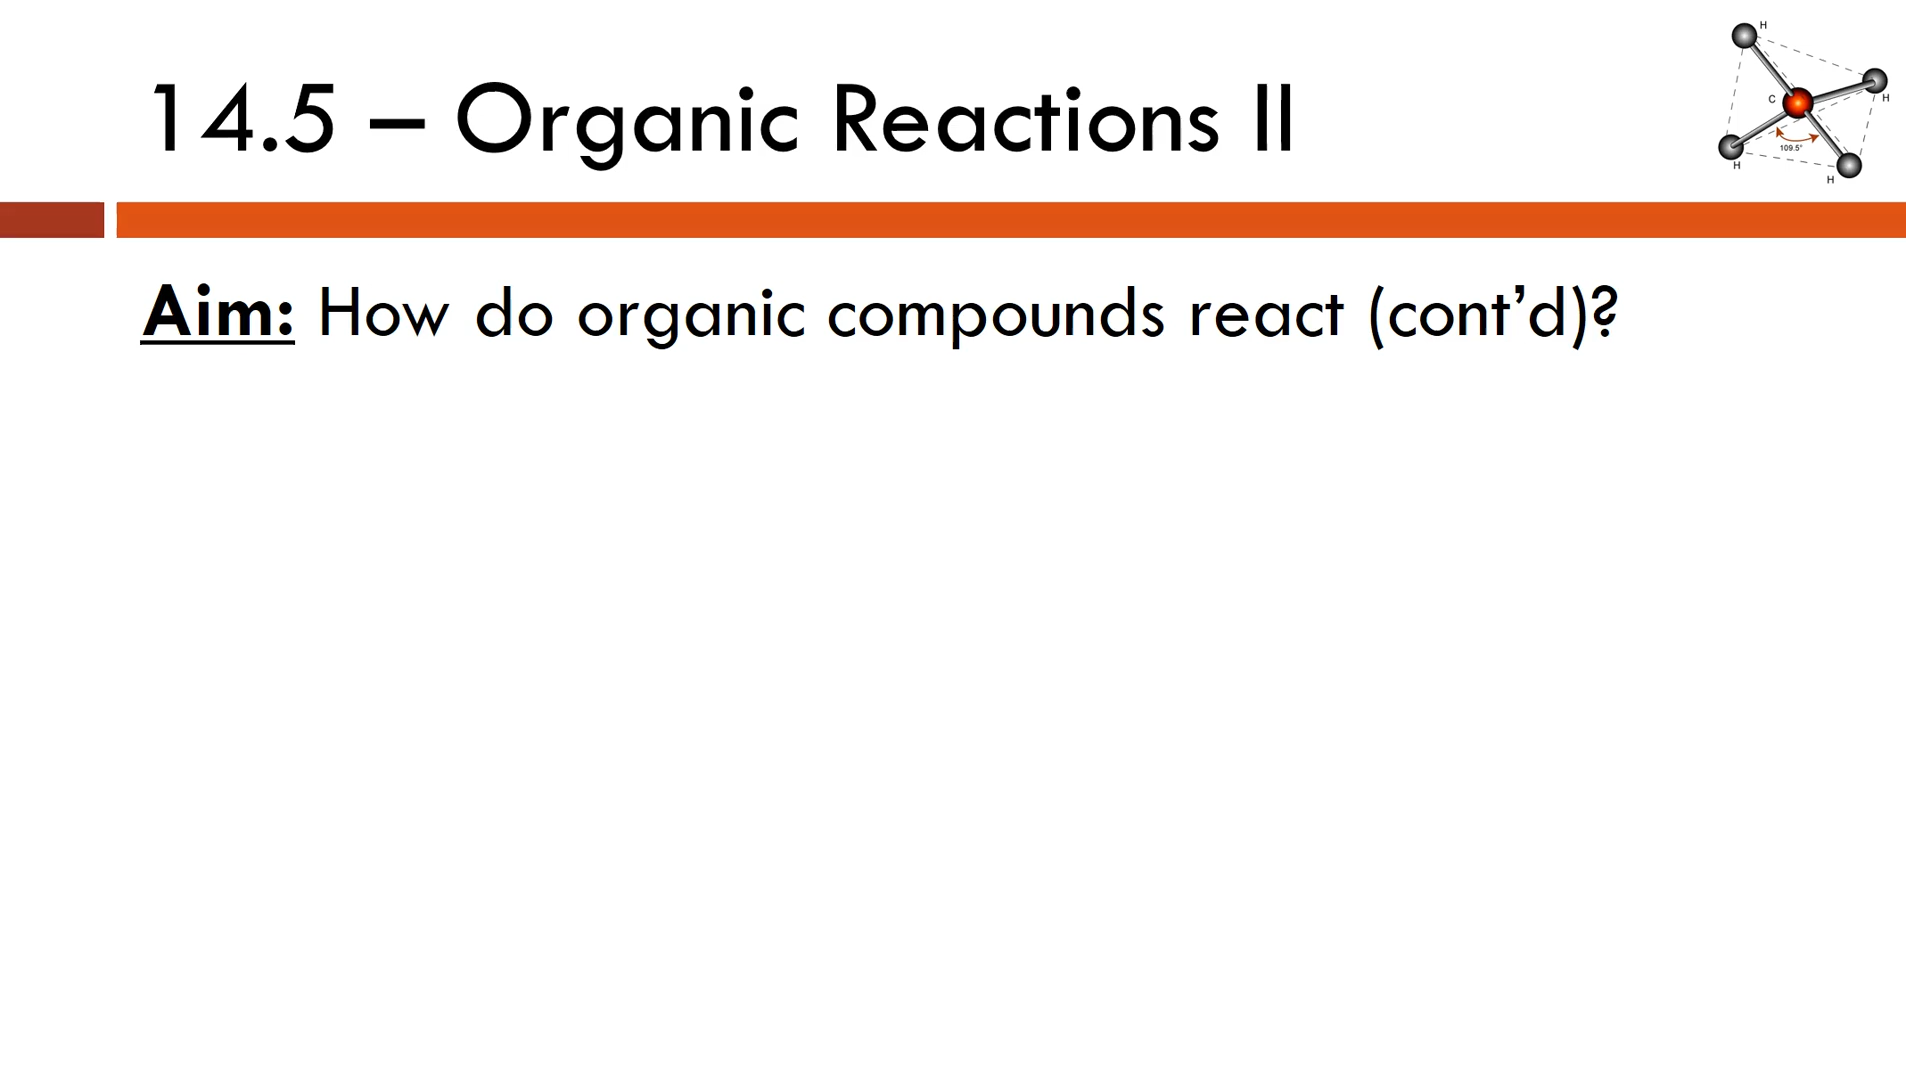 14.5 – Organic Reactions II
H
C
H
109.5°
H
H
Aim: How do organic compounds react (cont’d)?